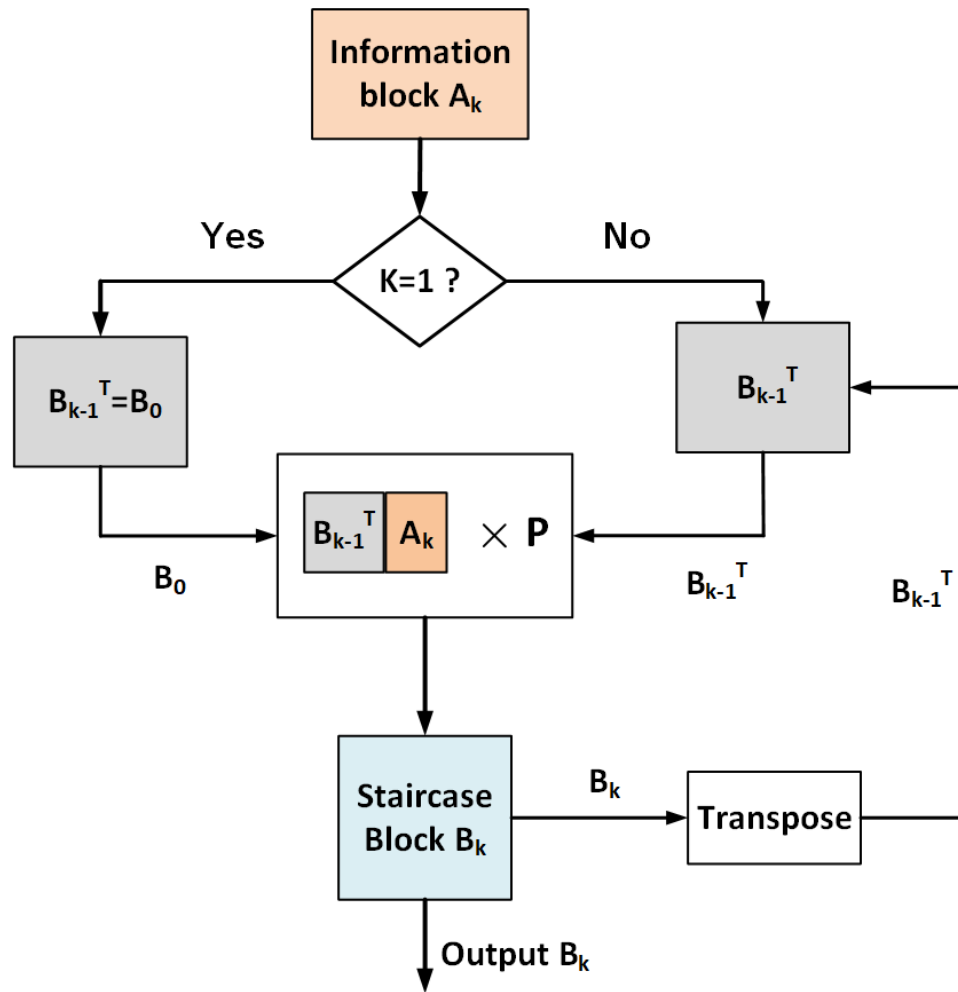 Information
block Aₖ
Yes
No
K=1 ?
Bₖ₋₁ᵀ=B₀
Bₖ₋₁ᵀ
Bₖ₋₁ᵀ Aₖ × P
B₀
Bₖ₋₁ᵀ
Bₖ₋₁ᵀ
Staircase
Block Bₖ
Bₖ
Transpose
Output Bₖ